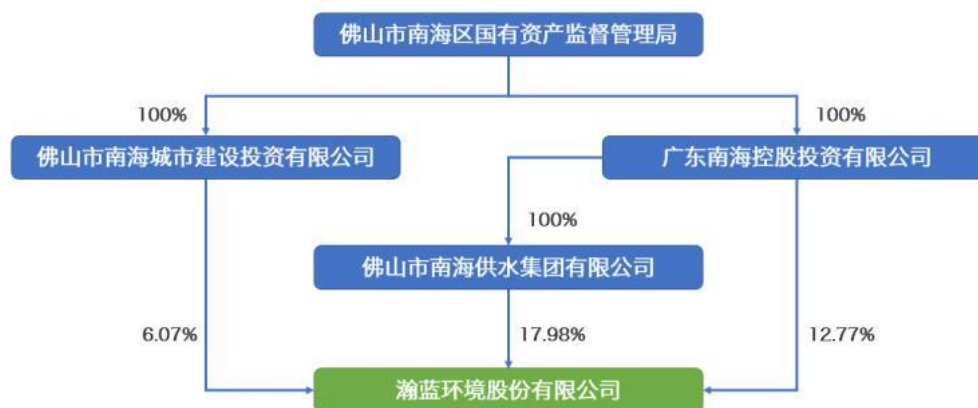 佛山市南海区国有资产监督管理局
100%
100%
佛山市南海城市建设投资有限公司
广东南海控股投资有限公司
100%
佛山市南海供水集团有限公司
6.07%
17.98%
12.77%
瀚蓝环境股份有限公司